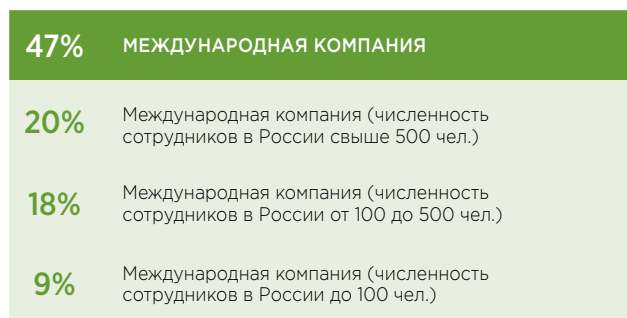 47% МЕЖДУНАРОДНАЯ КОМПАНИЯ
20% Международная компания (численность
сотрудников в России свыше 500 чел.)
18% Международная компания (численность
сотрудников в России от 100 до 500 чел.)
9% Международная компания (численность
сотрудников в России до 100 чел.)